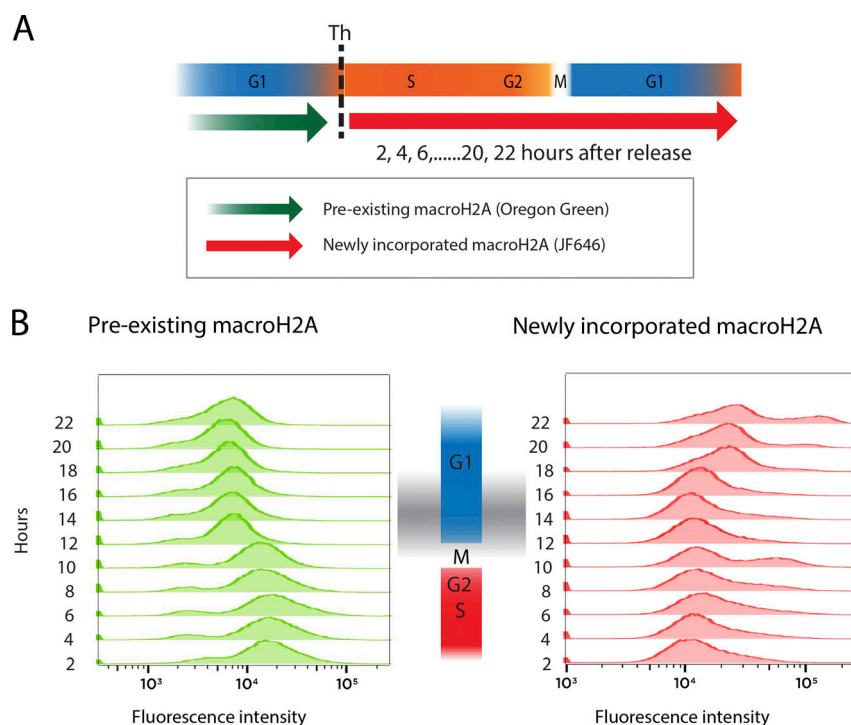 A
Th
G1
S
G2
M
G1
2, 4, 6,......20, 22 hours after release
Pre-existing macroH2A (Oregon Green)
Newly incorporated macroH2A (JF646)
B
Pre-existing macroH2A
Newly incorporated macroH2A
Hours
22
20
18
16
14
12
10
8
6
4
2
10³
10⁴
10⁵
Fluorescence intensity
G1
M
G2
S
22
20
18
16
14
12
10
8
6
4
2
10³
10⁴
10⁵
Fluorescence intensity